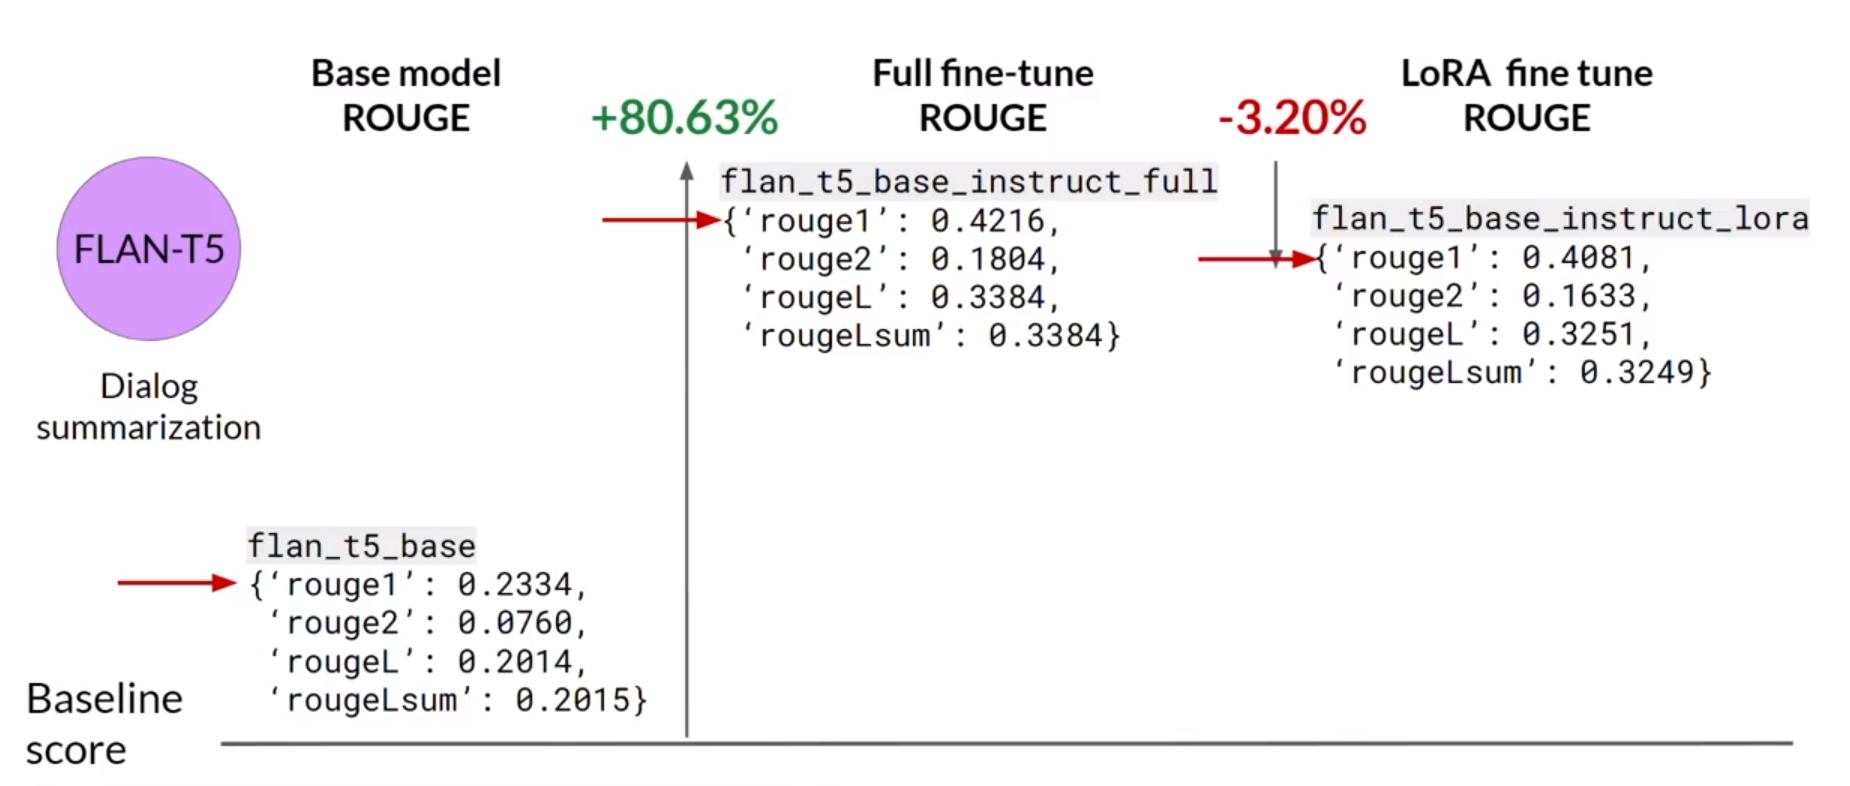 Base model
ROUGE
+80.63%
Full fine-tune
ROUGE
-3.20%
LoRA fine tune
ROUGE
FLAN-T5
Dialog
summarization
flan_t5_base
{‘rouge1’: 0.2334,
‘rouge2’: 0.0760,
‘rougeL’: 0.2014,
‘rougeLsum’: 0.2015}
flan_t5_base_instruct_full
{‘rouge1’: 0.4216,
‘rouge2’: 0.1804,
‘rougeL’: 0.3384,
‘rougeLsum’: 0.3384}
flan_t5_base_instruct_lora
{‘rouge1’: 0.4081,
‘rouge2’: 0.1633,
‘rougeL’: 0.3251,
‘rougeLsum’: 0.3249}
Baseline
score